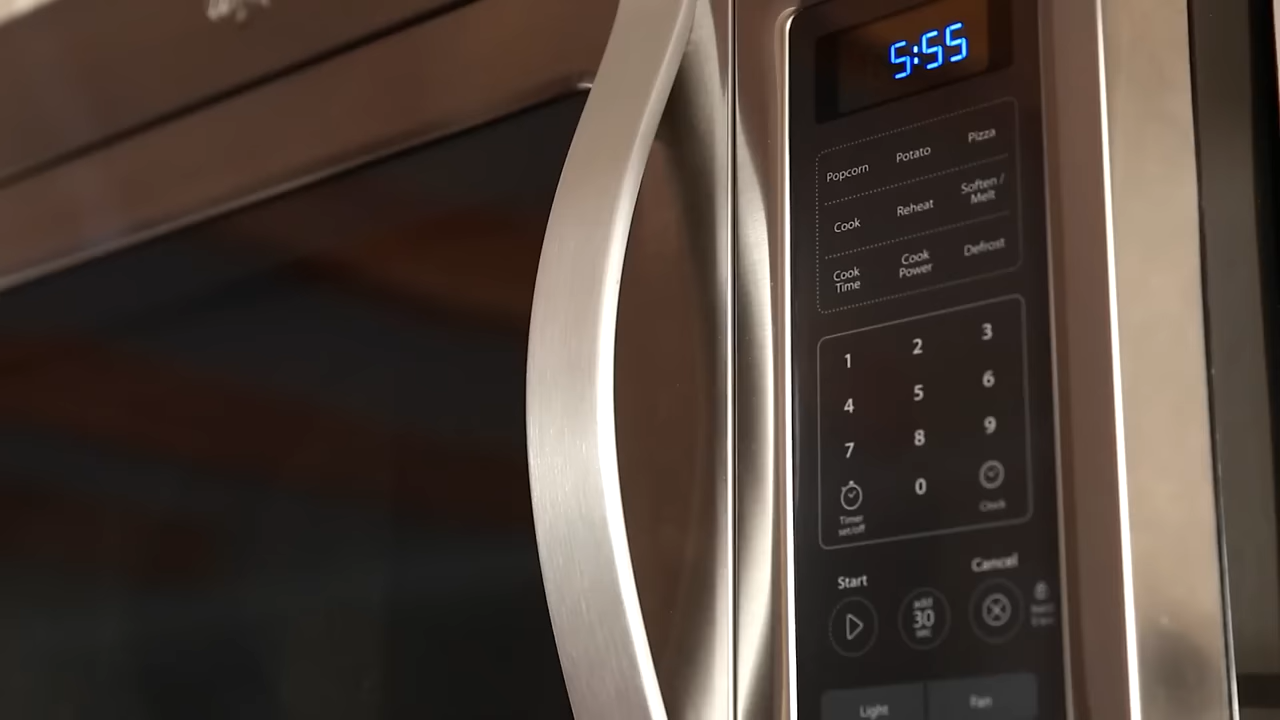 5:55
Popcorn Potato Pizza
Cook Reheat Soften /
Melt
Cook
Time Cook
Power Defrost
1 2 3
4 5 6
7 8 9
0
Timer
set/off Clock
Start Cancel
add
30
sec
Light Fan